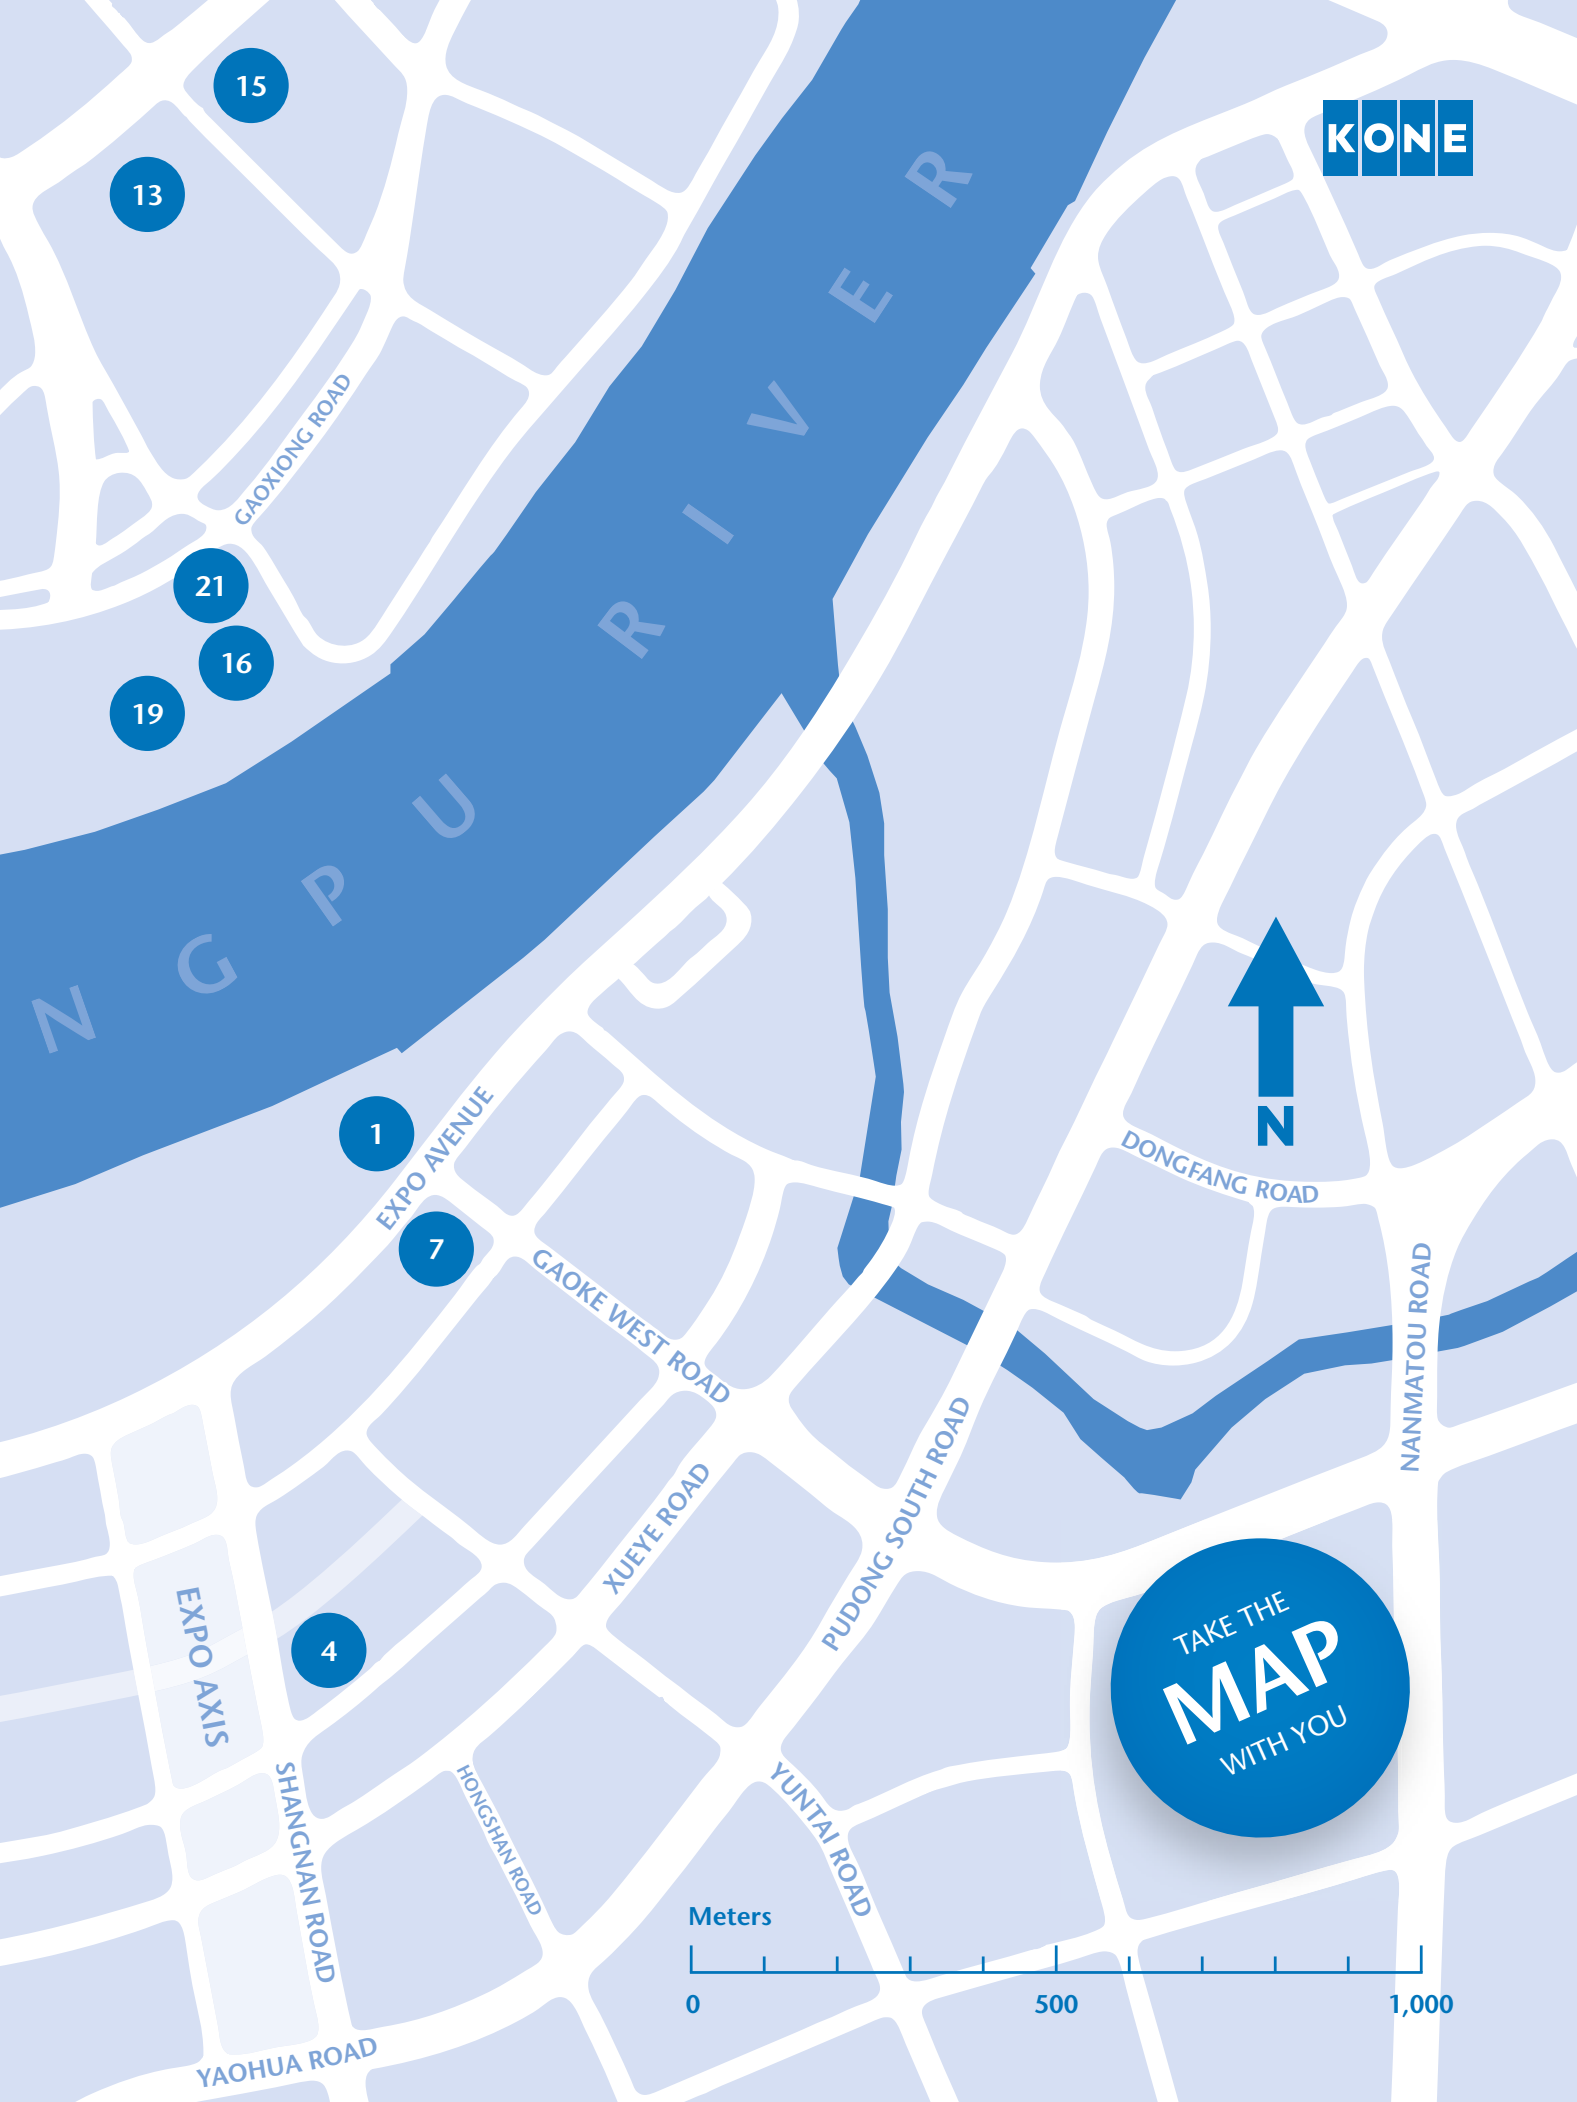 15
KONE
13
RIVER
GAOXIONG ROAD
21
16
19
NGPU
N
1
EXPO AVENUE
DONGFANG ROAD
7
GAOKE WEST ROAD
NANMATOU ROAD
XUEYE ROAD
PUDONG SOUTH ROAD
EXPO AXIS
4
TAKE THE
MAP
WITH YOU
SHANGNAN ROAD
HONGSHAN ROAD
YUNTAI ROAD
Meters
0 500 1,000
YAOHUA ROAD